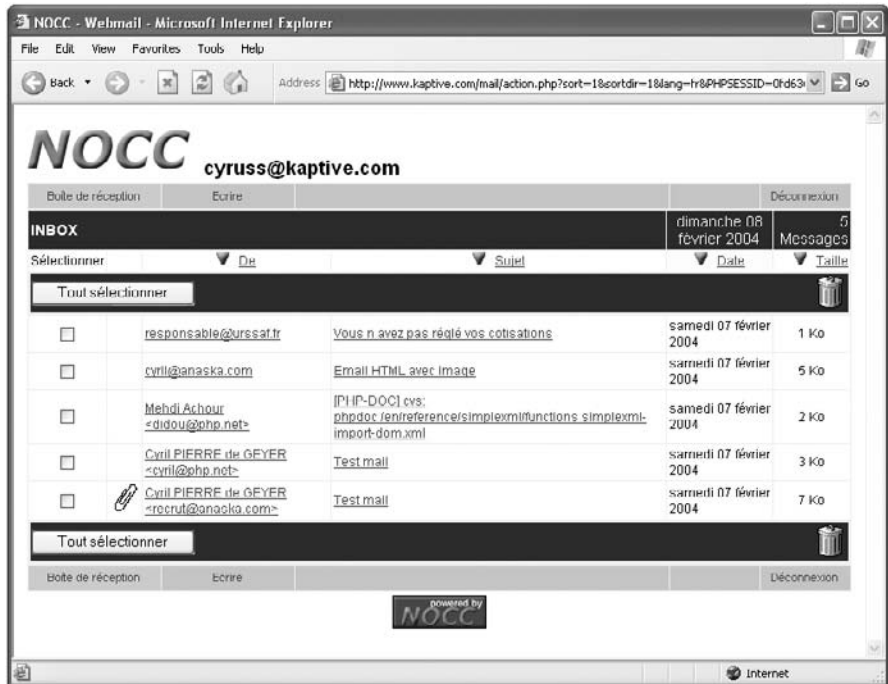 NOCC - Webmail - Microsoft Internet Explorer
File Edit View Favorites Tools Help
Back Address http://www.kaptive.com/mail/action.php?sort=1&sortdir=1&lang=fr&PHPSESSID=0fd63 Go
NOCC cyruss@kaptive.com
Boîte de réception Ecrire Déconnexion
INBOX dimanche 08 février 2004 5 Messages
Sélectionner De Sujet Date Taille
Tout sélectionner
responsable@urssaf.fr Vous n avez pas réglé vos cotisations samedi 07 février 2004 1 Ko
cyril@anaska.com Email HTML avec image samedi 07 février 2004 5 Ko
Mehdi Achour <didou@php.net> [PHP-DOC] cvs: phpdoc /en/reference/simplexml/functions simplexml-import-dom.xml samedi 07 février 2004 2 Ko
Cyril PIERRE de GEYER <cyril@php.net> Test mail samedi 07 février 2004 3 Ko
Cyril PIERRE de GEYER <recrut@anaska.com> Test mail samedi 07 février 2004 7 Ko
Tout sélectionner
Boîte de réception Ecrire Déconnexion
powered by NOCC
Internet